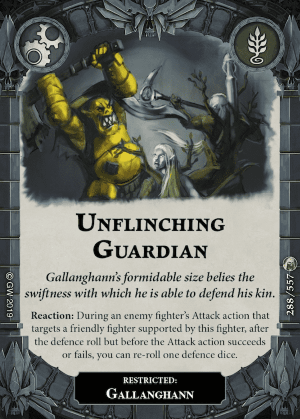 UNFLINCHING
GUARDIAN
Gallanghann's formidable size belies the
swiftness with which he is able to defend his kin.
Reaction: During an enemy fighter's Attack action that
targets a friendly fighter supported by this fighter, after
the defence roll but before the Attack action succeeds
or fails, you can re-roll one defence dice.
RESTRICTED:
GALLANGHANN
© GW 2019
288/557